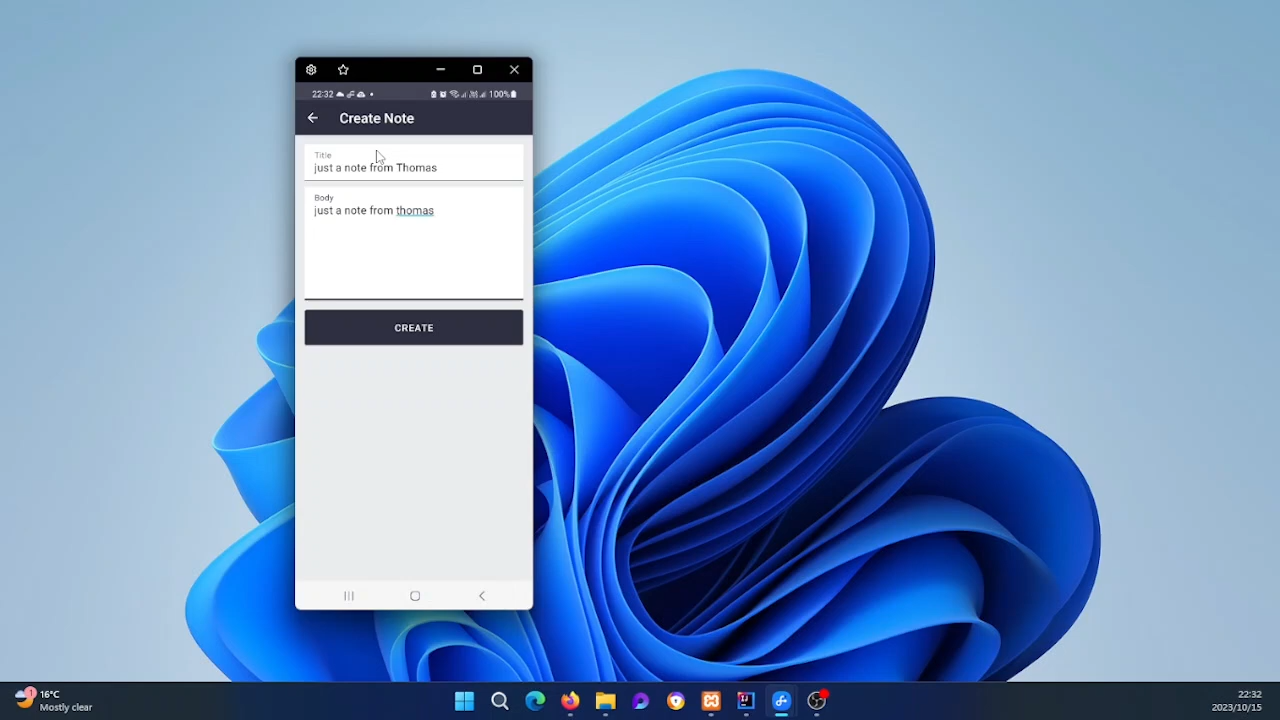 22:32
100%
Create Note
Title
just a note from Thomas
Body
just a note from thomas
CREATE
1
16°C
Mostly clear
22:32
2023/10/15